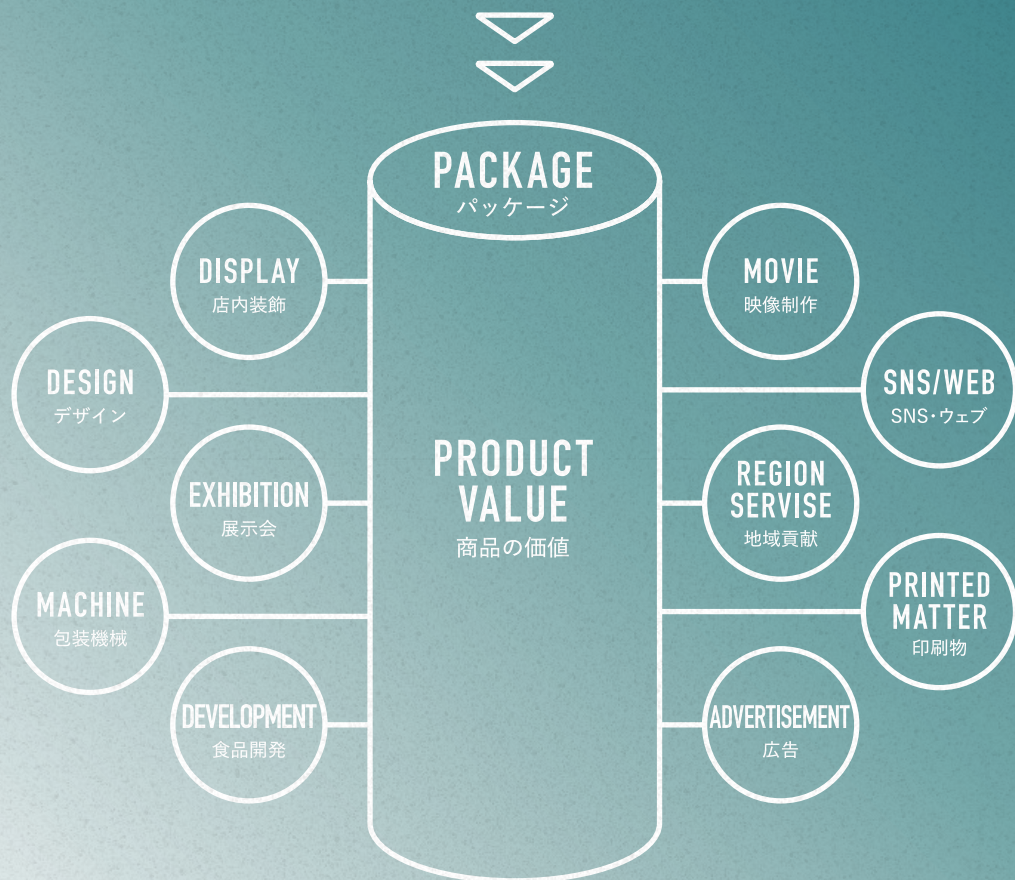 PACKAGE
パッケージ
DISPLAY
店内装飾
DESIGN
デザイン
EXHIBITION
展示会
MACHINE
包装機械
DEVELOPMENT
食品開発
PRODUCT
VALUE
商品の価値
MOVIE
映像制作
SNS/WEB
SNS・ウェブ
REGION
SERVISE
地域貢献
PRINTED
MATTER
印刷物
ADVERTISEMENT
広告